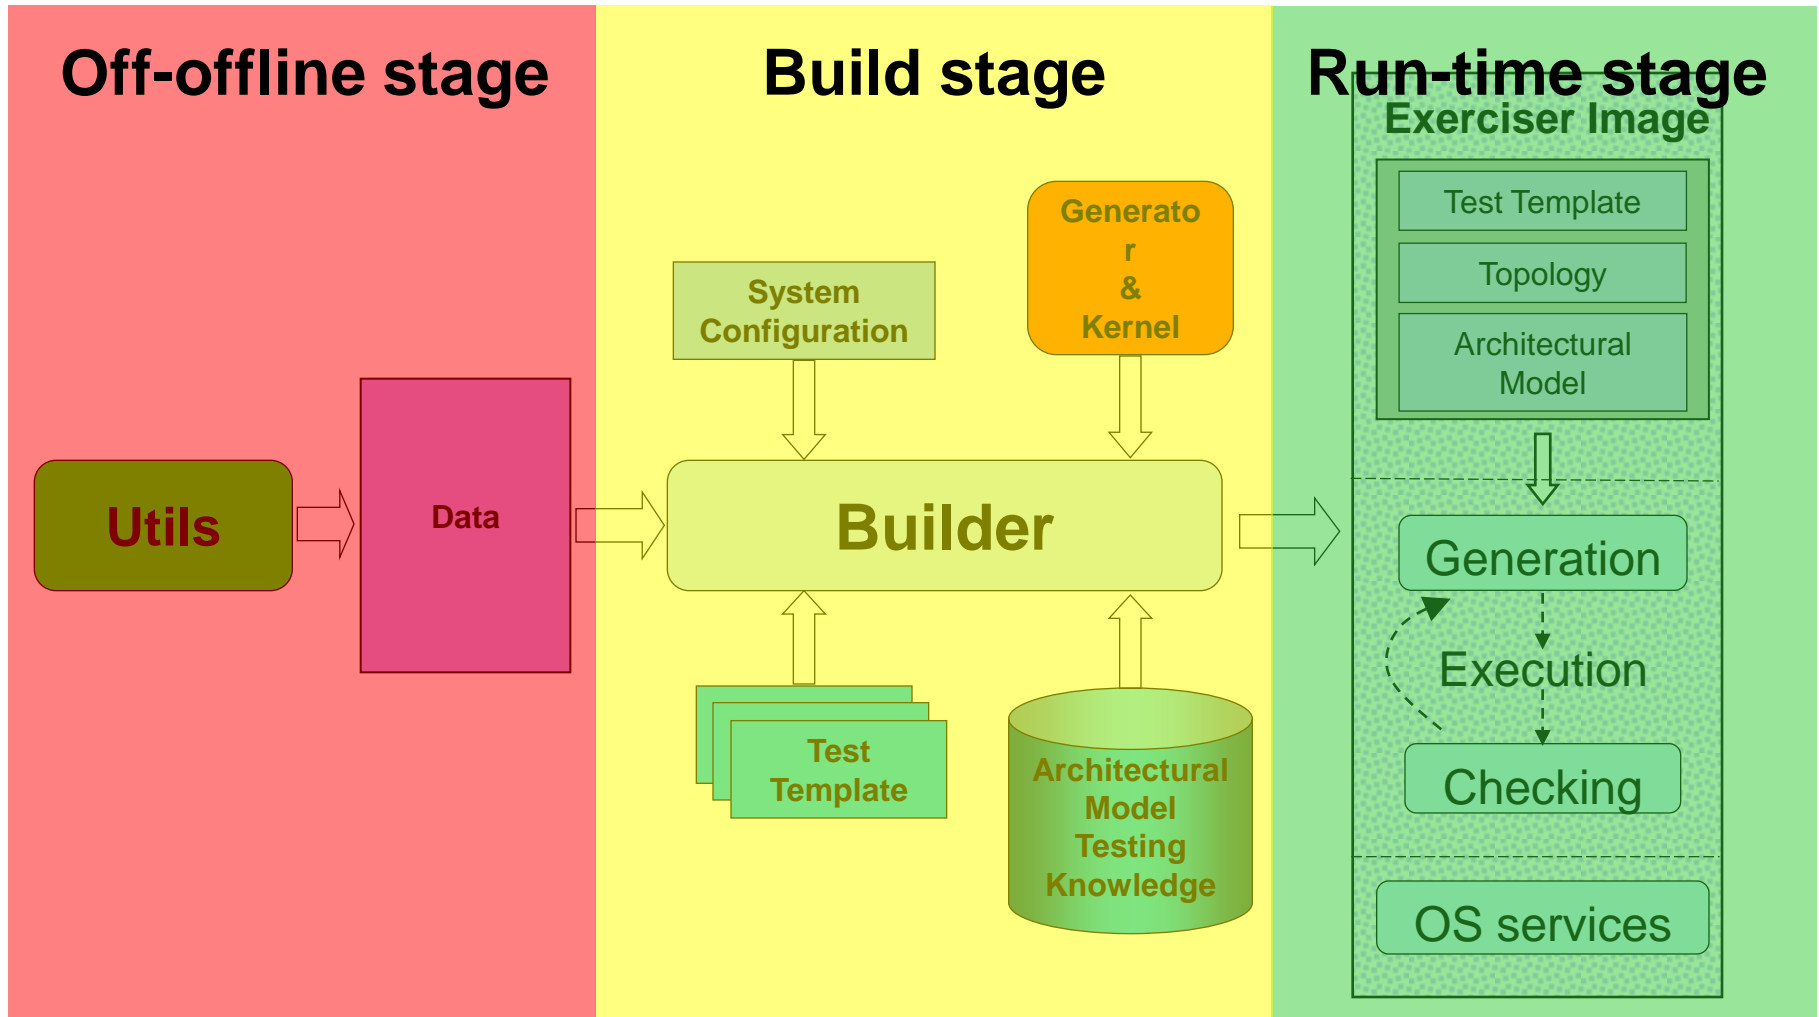 Off-offline stage
Build stage
Run-time stage
Utils
Data
System
Configuration
Generato
r
&
Kernel
Builder
Test
Template
Architectural
Model
Testing
Knowledge
Exerciser Image
Test Template
Topology
Architectural
Model
Generation
Execution
Checking
OS services